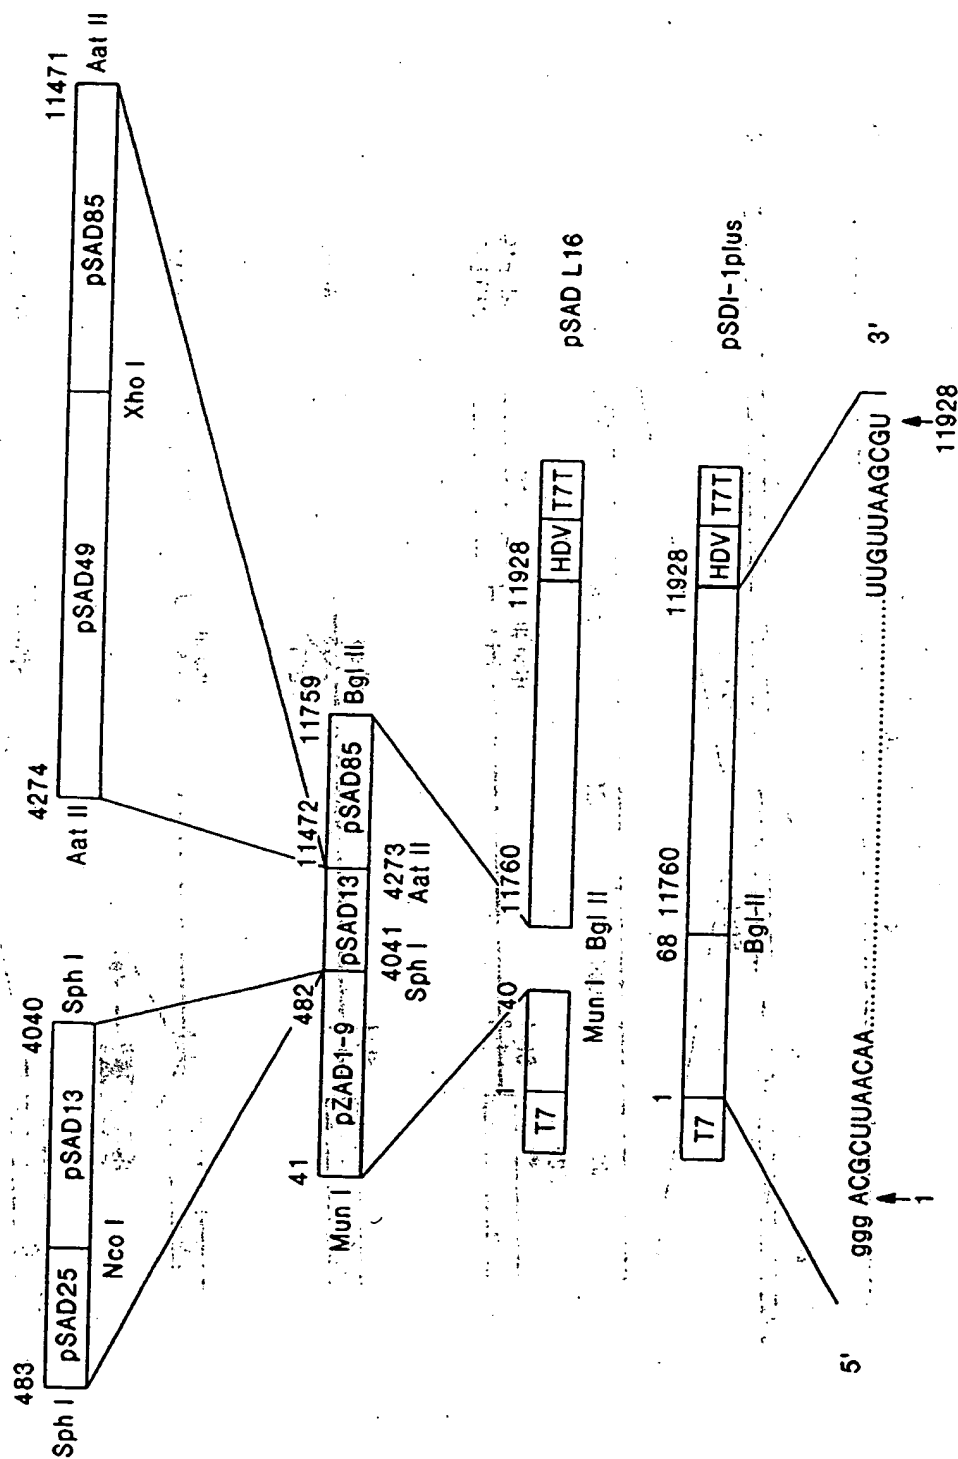 483
4040
4274
11471
Sph I
pSAD25
pSAD13
Sph I
Nco I
Aat II
pSAD49
pSAD85
Aat II
Xho I
41
482
11472
11759
Mun I
pZAD1-9
pSAD13
pSAD85
Bgl II
4041
4273
Sph I
Aat II
1
40
11760
11928
T7
HDV
T7T
pSAD L16
Mun I
Bgl II
1
68
11760
11928
T7
HDV
T7T
pSDI-1plus
Bgl-II
5'
ggg ACGCUUAACAA
UUGUUAAGCGU
3'
1
11928